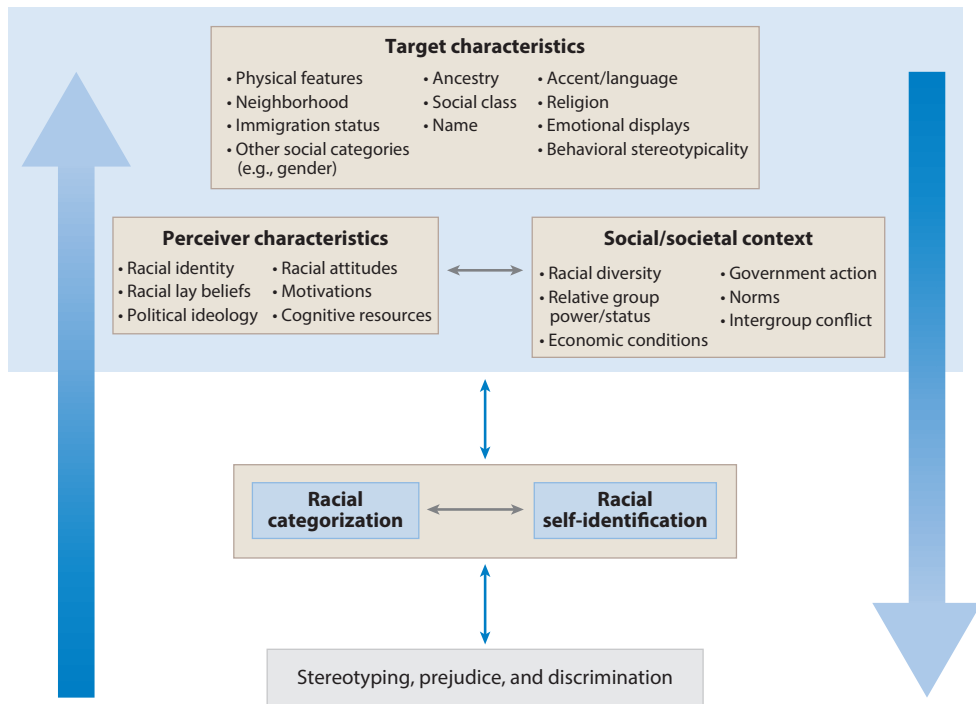 Target characteristics
• Physical features
• Neighborhood
• Immigration status
• Other social categories
(e.g., gender)
• Ancestry
• Social class
• Name
• Accent/language
• Religion
• Emotional displays
• Behavioral stereotypicality
Perceiver characteristics
• Racial identity
• Racial lay beliefs
• Political ideology
• Racial attitudes
• Motivations
• Cognitive resources
Social/societal context
• Racial diversity
• Relative group
power/status
• Economic conditions
• Government action
• Norms
• Intergroup conflict
Racial
categorization
Racial
self-identification
Stereotyping, prejudice, and discrimination